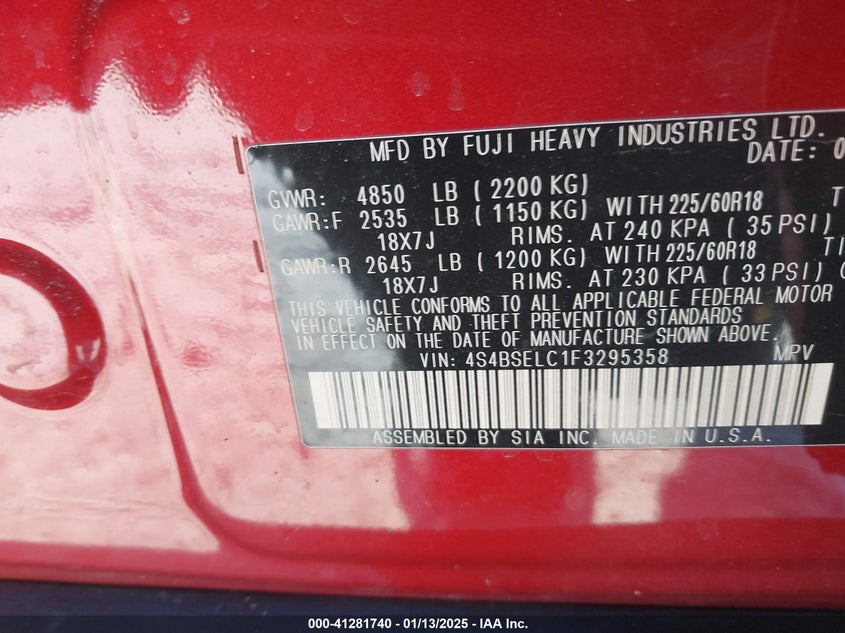 MFD BY FUJI HEAVY INDUSTRIES LTD.
DATE: 0
GVWR: 4850 LB ( 2200 KG)
GAWR:F 2535 LB ( 1150 KG) WITH 225/60R18
18X7J RIMS. AT 240 KPA ( 35 PSI)
GAWR:R 2645 LB ( 1200 KG) WITH 225/60R18
18X7J RIMS. AT 230 KPA ( 33 PSI)
THIS VEHICLE CONFORMS TO ALL APPLICABLE FEDERAL MOTOR
VEHICLE SAFETY AND THEFT PREVENTION STANDARDS
IN EFFECT ON THE DATE OF MANUFACTURE SHOWN ABOVE.
VIN: 4S4BSELC1F3295358 MPV
ASSEMBLED BY SIA INC. MADE IN U.S.A.
000-41281740 - 01/13/2025 - IAA Inc.